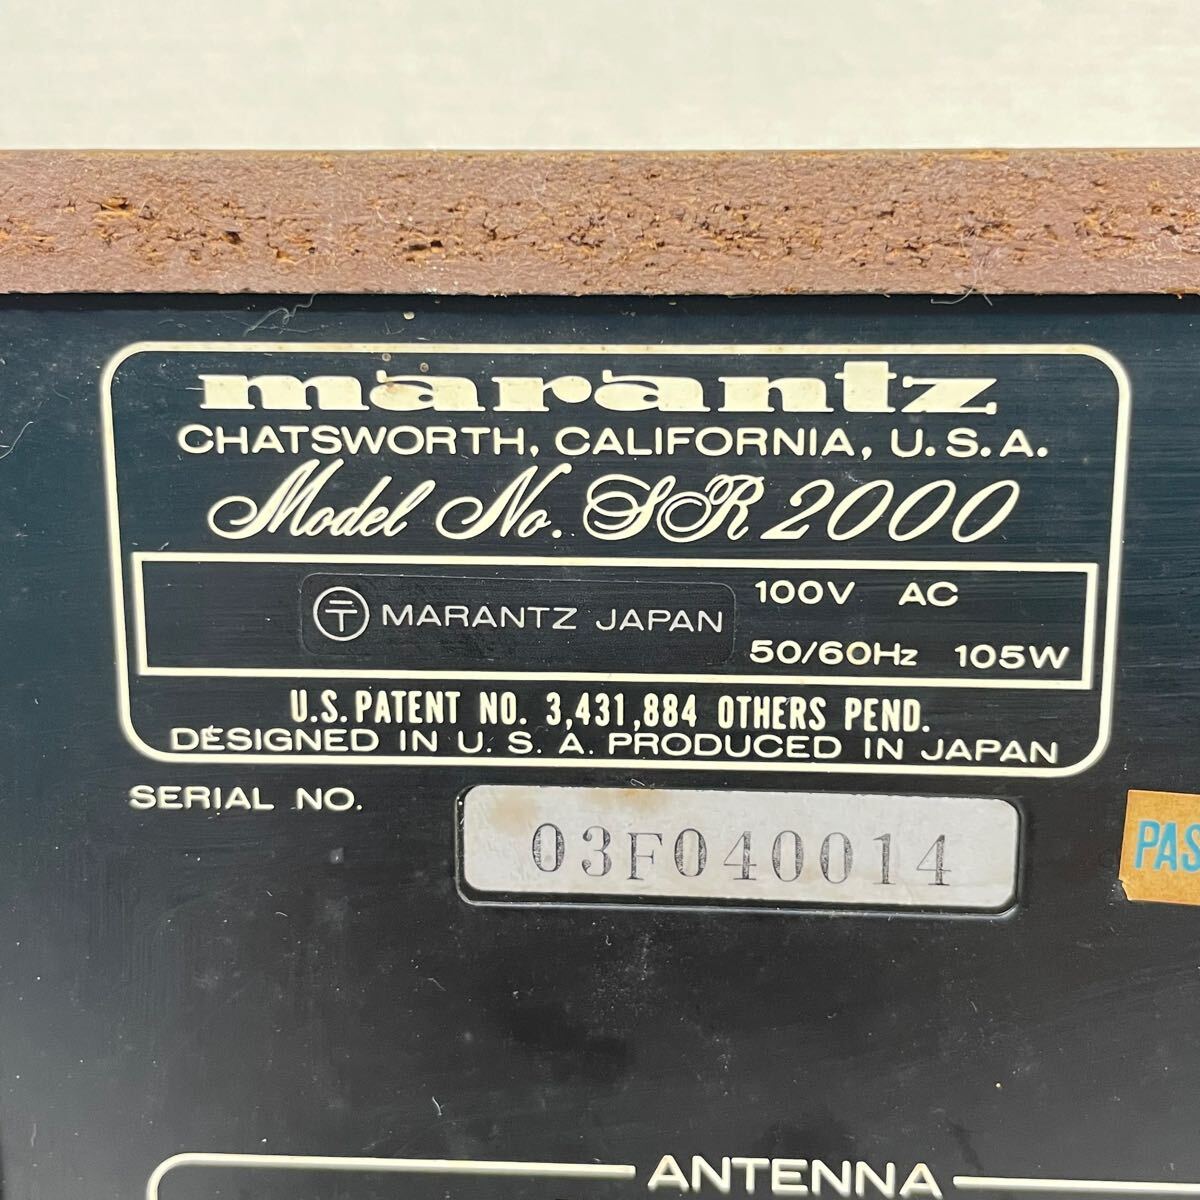 marantz
CHATSWORTH, CALIFORNIA, U.S.A.
Model No. SR 2000
〒 MARANTZ JAPAN
100V AC
50/60Hz 105W
U.S. PATENT NO. 3,431,884 OTHERS PEND.
DESIGNED IN U.S.A. PRODUCED IN JAPAN
SERIAL NO.
03F040014
PAS
ANTENNA